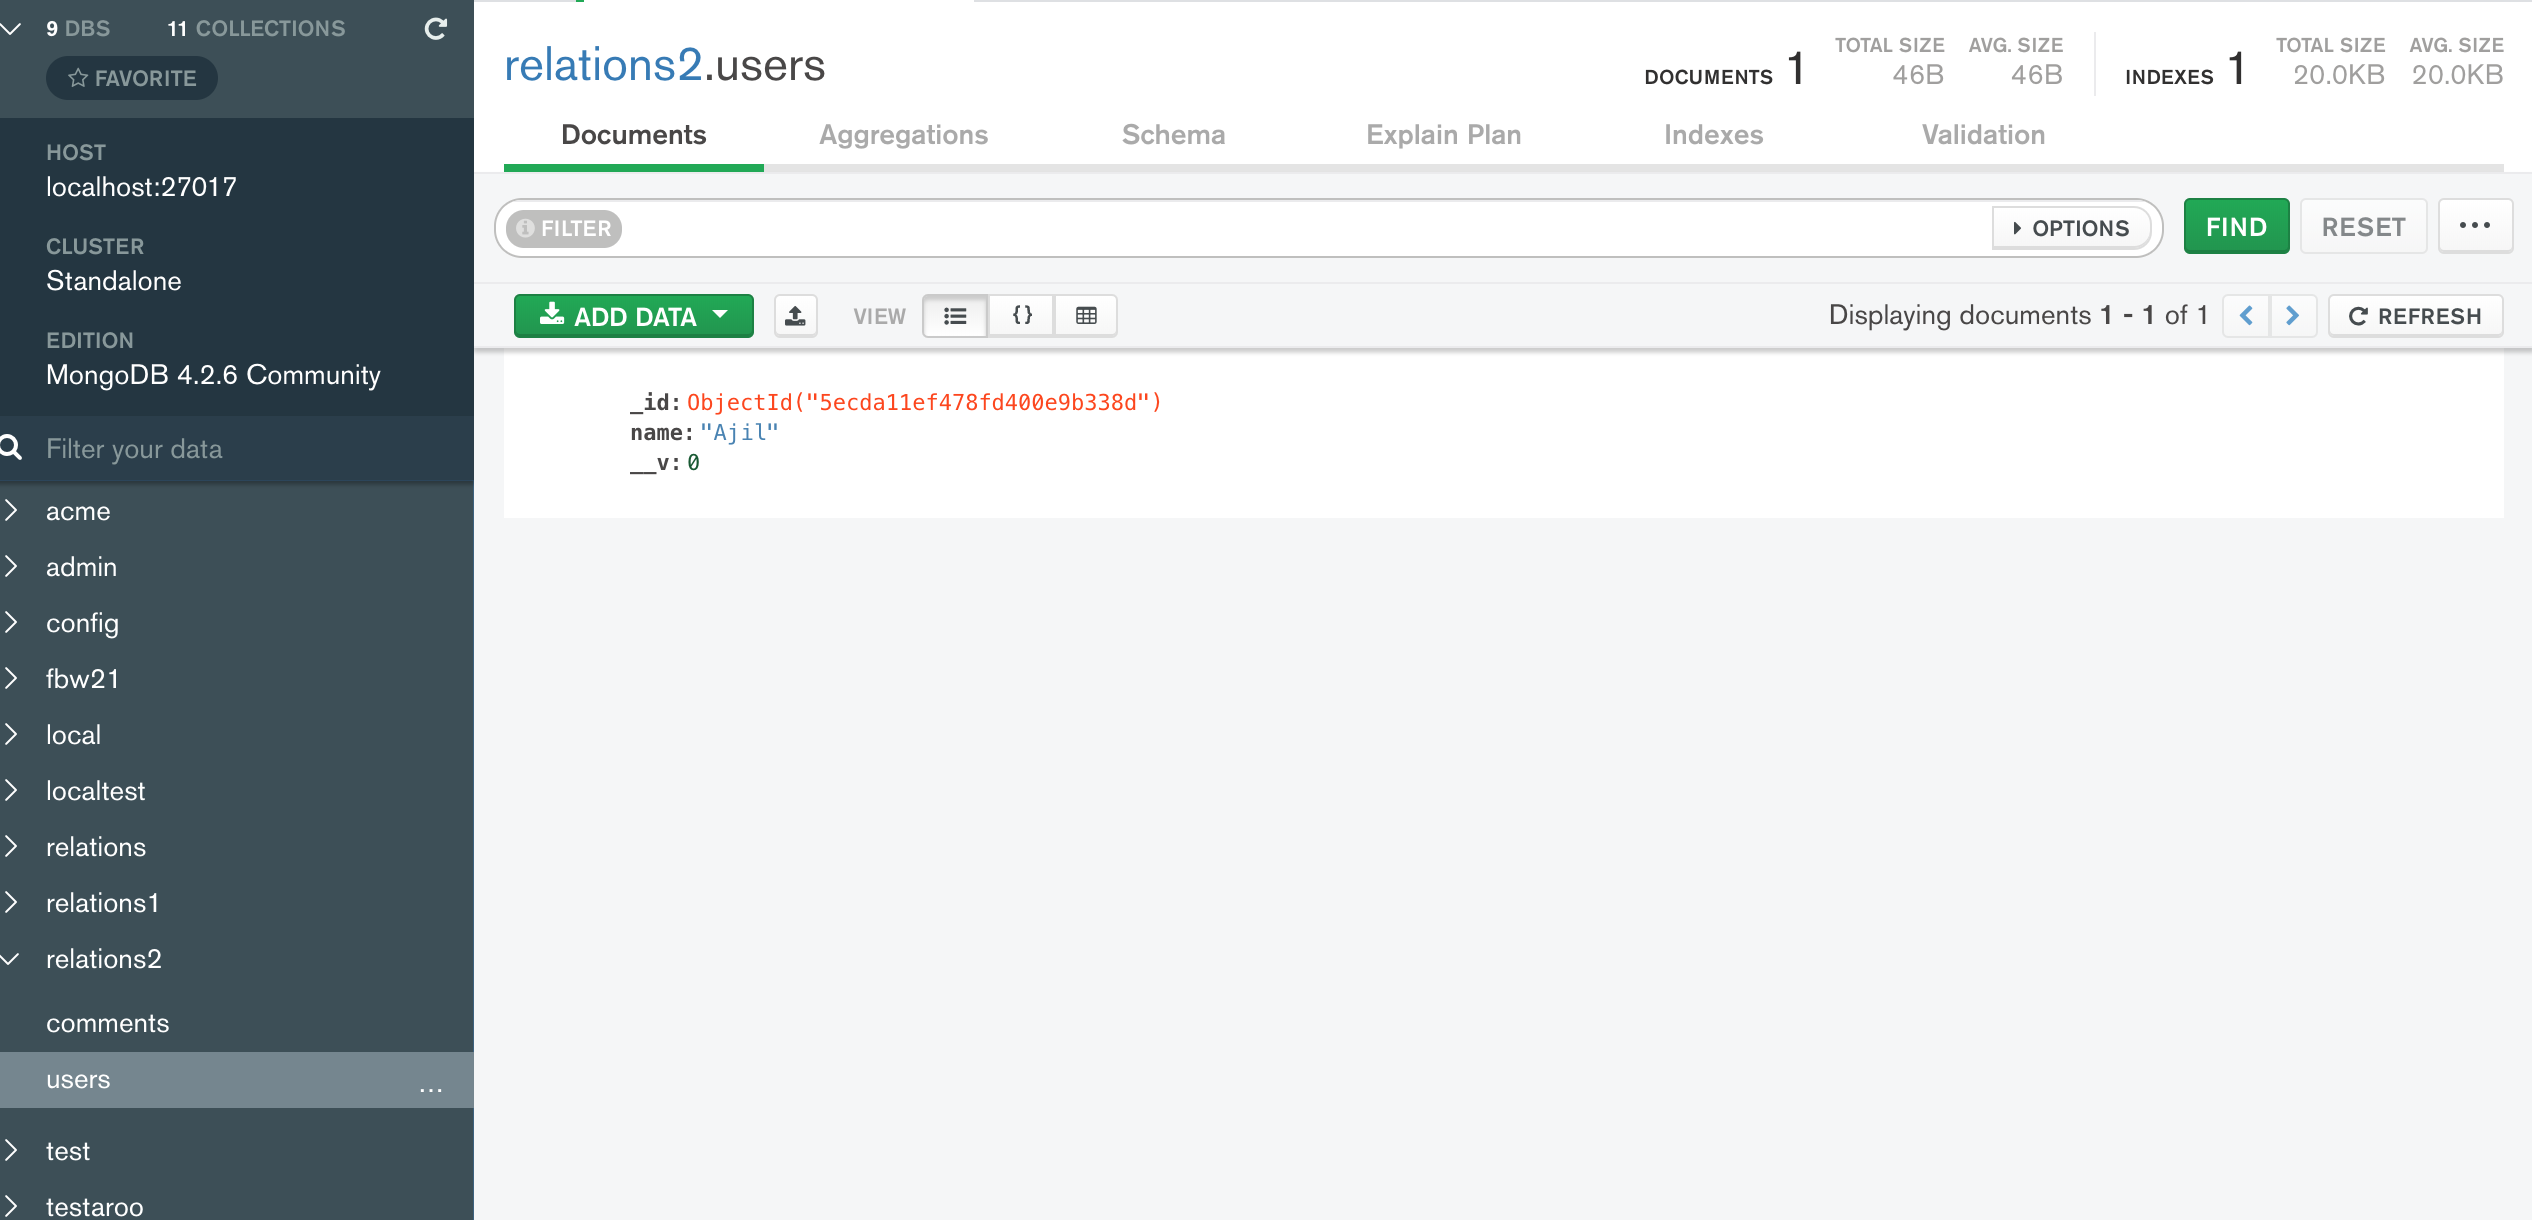 9 DBS 11 COLLECTIONS
FAVORITE
HOST
localhost:27017
CLUSTER
Standalone
EDITION
MongoDB 4.2.6 Community
Filter your data
acme
admin
config
fbw21
local
localtest
relations
relations1
relations2
comments
users ...
test
testaroo
relations2.users
DOCUMENTS 1 TOTAL SIZE 46B AVG. SIZE 46B INDEXES 1 TOTAL SIZE 20.0KB AVG. SIZE 20.0KB
Documents Aggregations Schema Explain Plan Indexes Validation
FILTER OPTIONS FIND RESET ...
ADD DATA VIEW {} Displaying documents 1 - 1 of 1 < > REFRESH
_id: ObjectId("5ecda11ef478fd400e9b338d")
name: "Ajil"
__v: 0